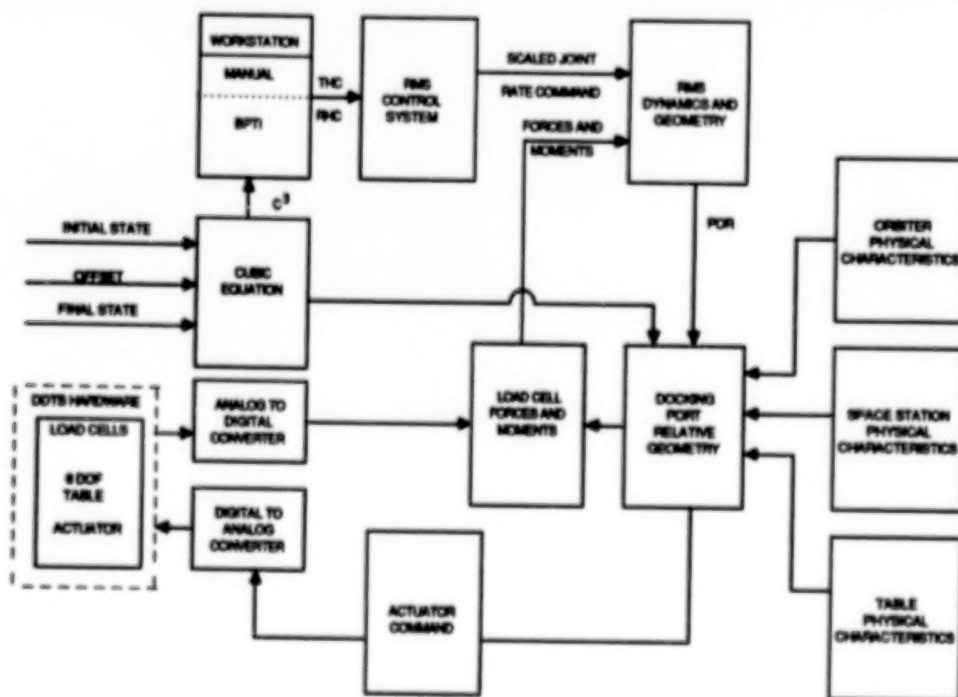 WORKSTATION
MANUAL
BPTI
THC
RHC
RMS
CONTROL
SYSTEM
SCALED JOINT
RATE COMMAND
FORCES AND
MOMENTS
RMS
DYNAMICS AND
GEOMETRY
POR
C3
INITIAL STATE
OFFSET
FINAL STATE
CUBIC
EQUATION
ORBITER
PHYSICAL
CHARACTERISTICS
DDTS HARDWARE
LOAD CELLS
6 DOF
TABLE
ACTUATOR
ANALOG TO
DIGITAL
CONVERTER
LOAD CELL
FORCES AND
MOMENTS
DOCKING
PORT
RELATIVE
GEOMETRY
SPACE STATION
PHYSICAL
CHARACTERISTICS
DIGITAL TO
ANALOG
CONVERTER
ACTUATOR
COMMAND
TABLE
PHYSICAL
CHARACTERISTICS